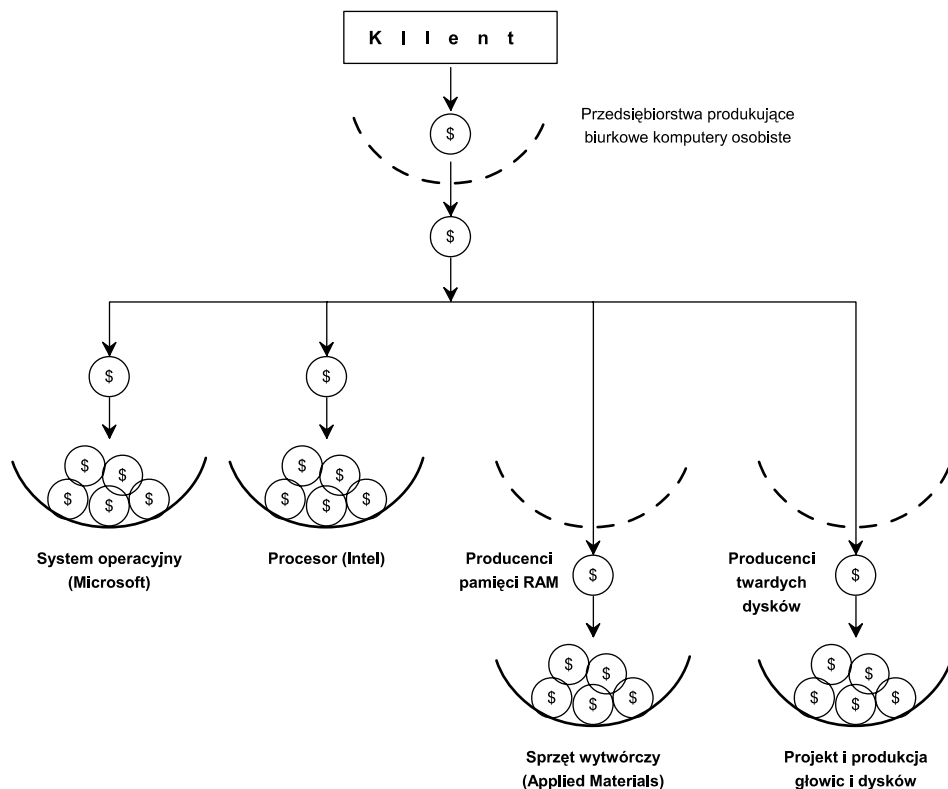 K l I e n t
$
Przedsiębiorstwa produkujące
biurkowe komputery osobiste
$
$
$
$ $ $ $ $
$ $ $ $ $
System operacyjny
(Microsoft)
Procesor (Intel)
Producenci
pamięci RAM
$
Producenci
twardych
dysków
$
$ $ $ $ $
$ $ $ $ $
Sprzęt wytwórczy
(Applied Materials)
Projekt i produkcja
głowic i dysków